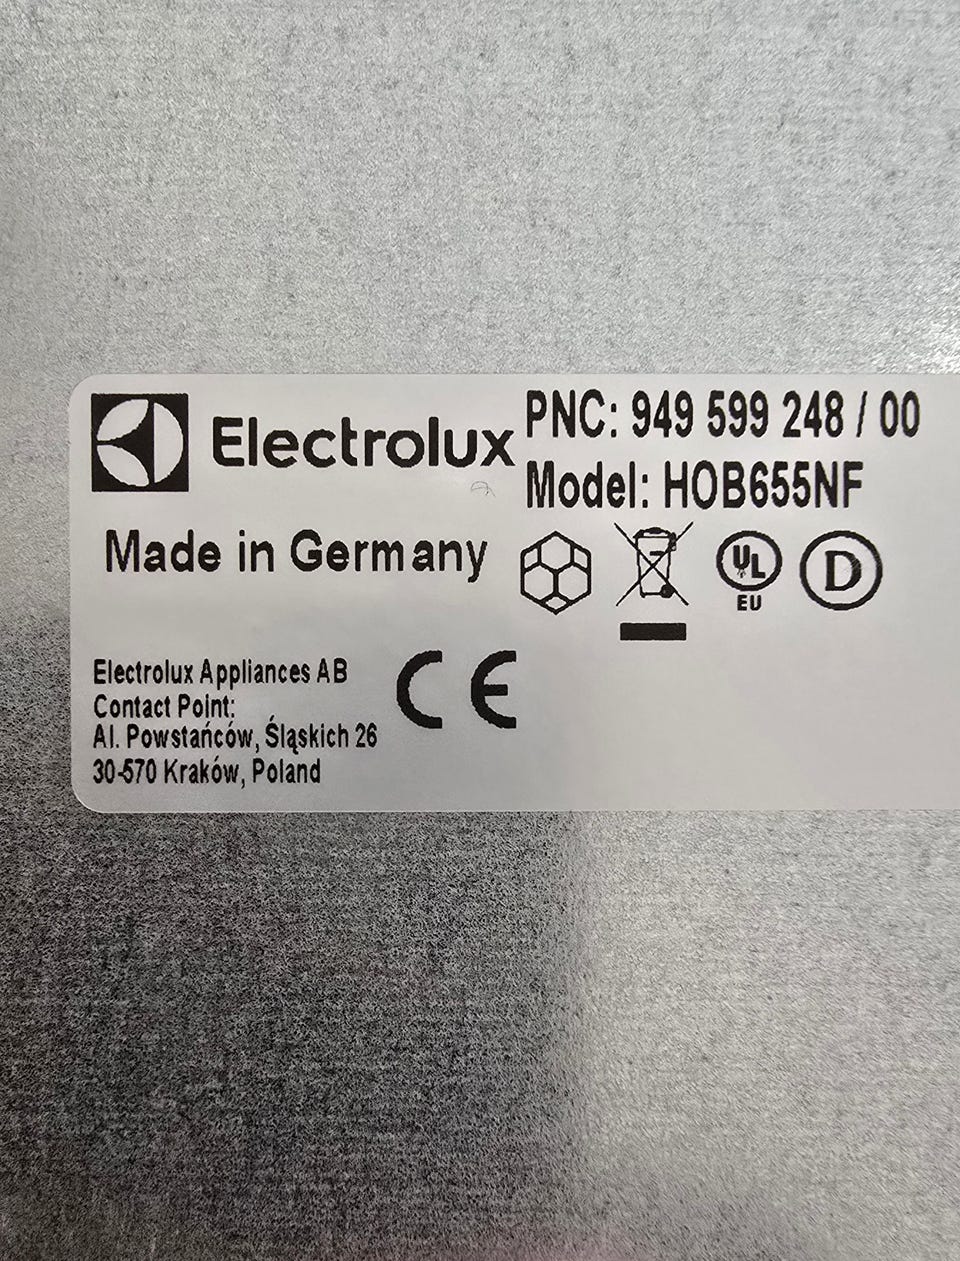 Electrolux
PNC: 949 599 248 / 00
Model: HOB655NF
Made in Germany
UL
EU
D
Electrolux Appliances AB
Contact Point:
Al. Powstańców, Śląskich 26
30-570 Kraków, Poland
CE